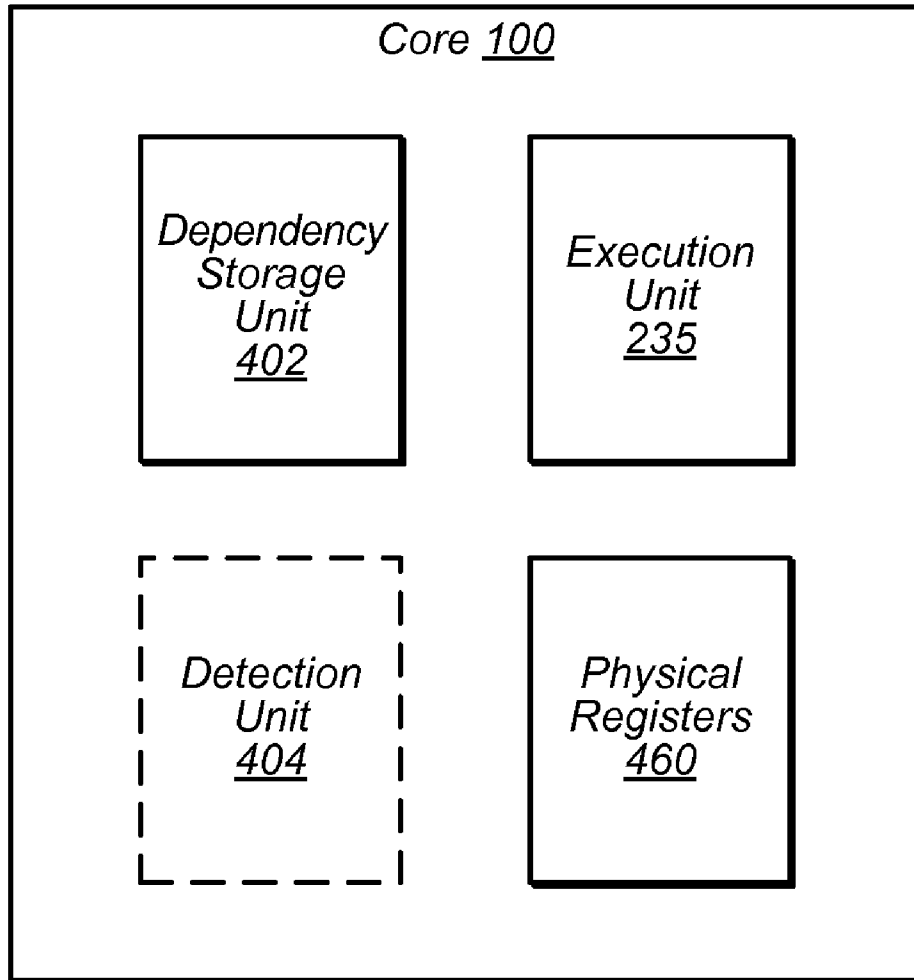 Core 100
Dependency
Storage
Unit
402
Execution
Unit
235
Detection
Unit
404
Physical
Registers
460